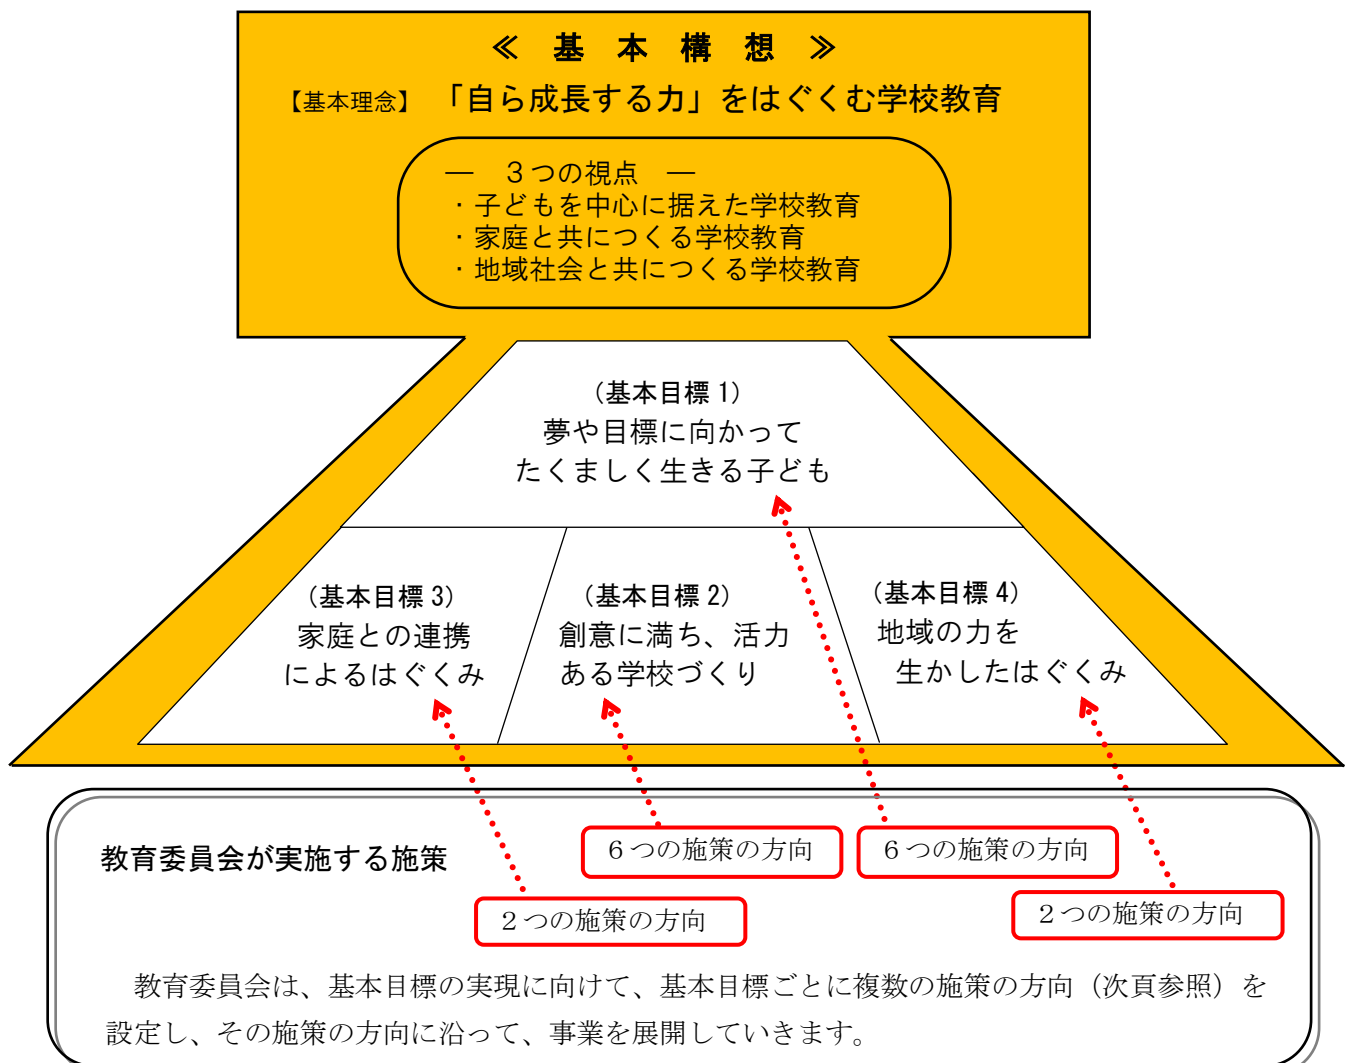 ≪ 基 本 構 想 ≫
【基本理念】 「自ら成長する力」をはぐくむ学校教育
― ３つの視点 ―
・子どもを中心に据えた学校教育
・家庭と共につくる学校教育
・地域社会と共につくる学校教育
（基本目標 1）
夢や目標に向かって
たくましく生きる子ども
（基本目標 3）
家庭との連携
によるはぐくみ
（基本目標 2）
創意に満ち、活力
ある学校づくり
（基本目標 4）
地域の力を
生かしたはぐくみ
教育委員会が実施する施策
６つの施策の方向
６つの施策の方向
２つの施策の方向
２つの施策の方向
教育委員会は、基本目標の実現に向けて、基本目標ごとに複数の施策の方向（次頁参照）を
設定し、その施策の方向に沿って、事業を展開していきます。